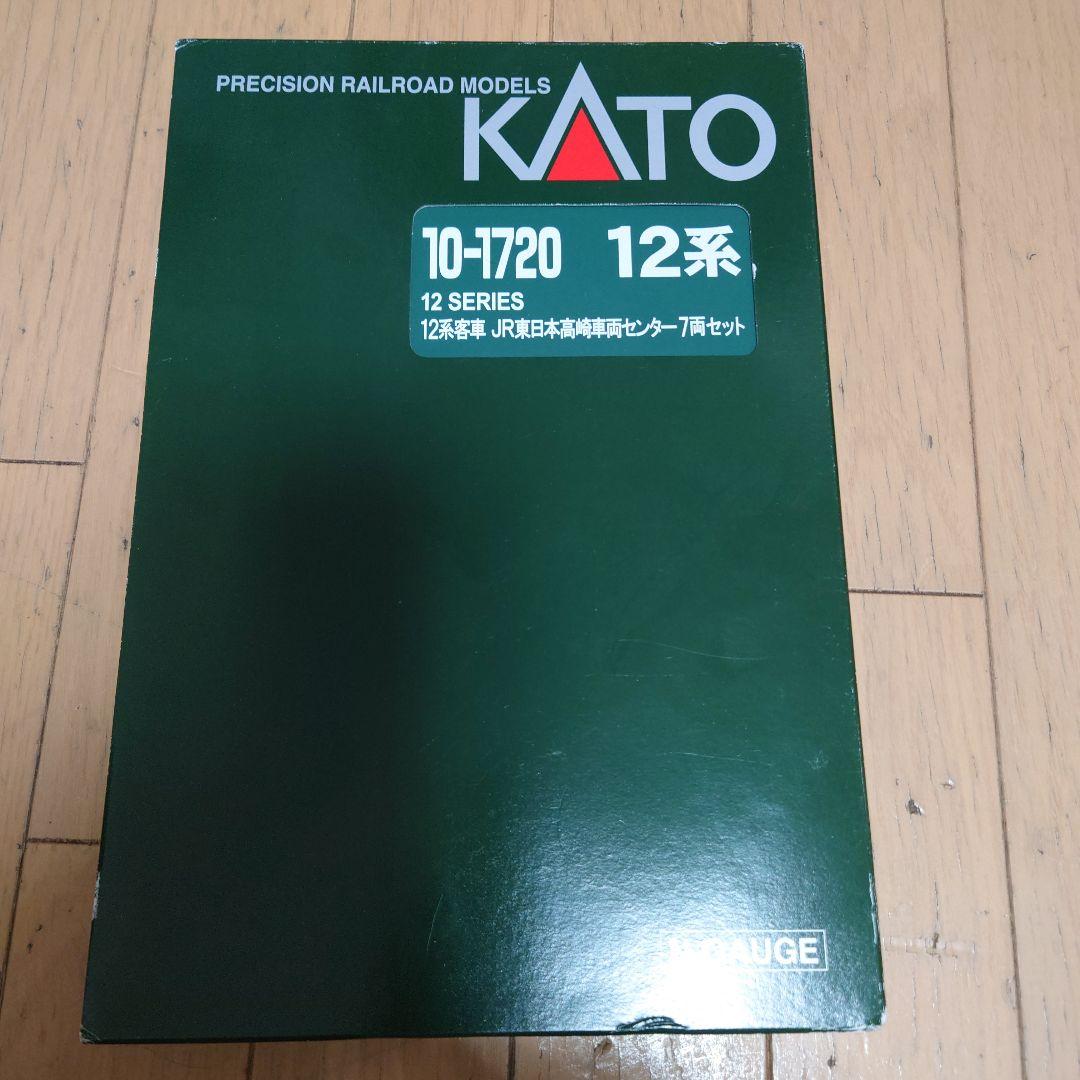 PRECISION RAILROAD MODELS
KATO
10-1720 12系
12 SERIES
12系客車 JR東日本高崎車両センター7両セット
N-GAUGE